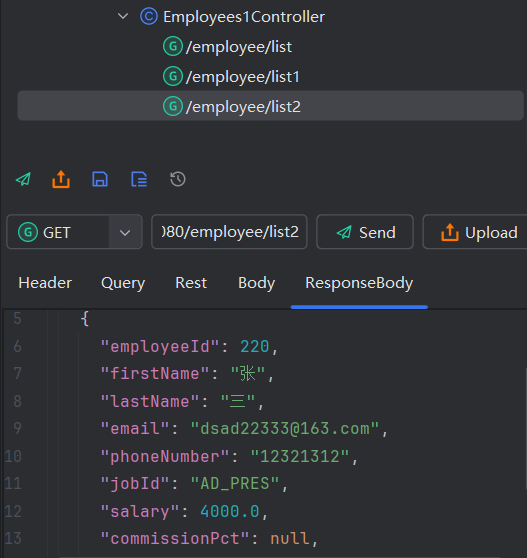 C Employees1Controller
G /employee/list
G /employee/list1
G /employee/list2
G GET 080/employee/list2 Send Upload
Header Query Rest Body ResponseBody
5 {
6 "employeeId": 220,
7 "firstName": "张",
8 "lastName": "三",
9 "email": "dsad22333@163.com",
10 "phoneNumber": "12321312",
11 "jobId": "AD_PRES",
12 "salary": 4000.0,
13 "commissionPct": null,